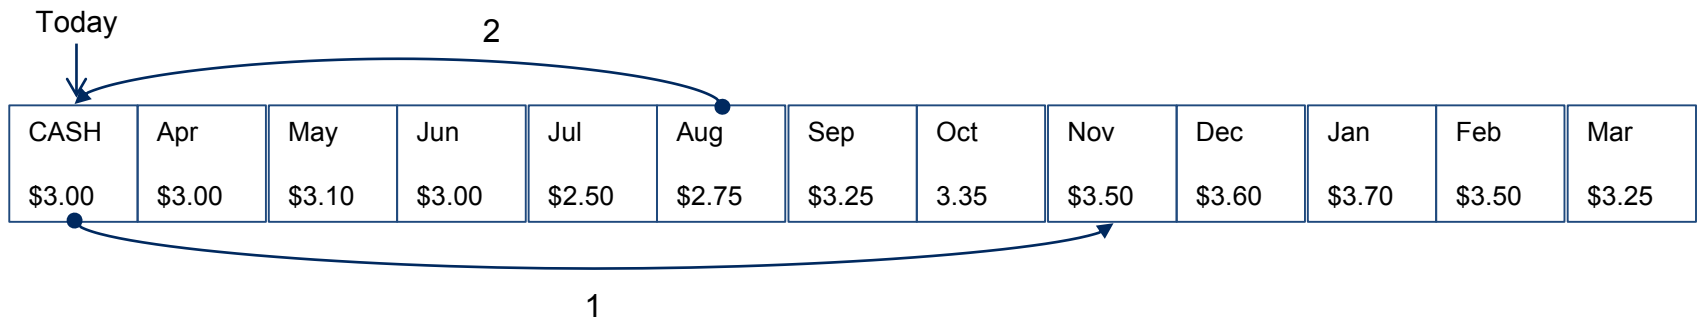 Today
2
CASH Apr May Jun Jul Aug Sep Oct Nov Dec Jan Feb Mar
$3.00 $3.00 $3.10 $3.00 $2.50 $2.75 $3.25 3.35 $3.50 $3.60 $3.70 $3.50 $3.25
1